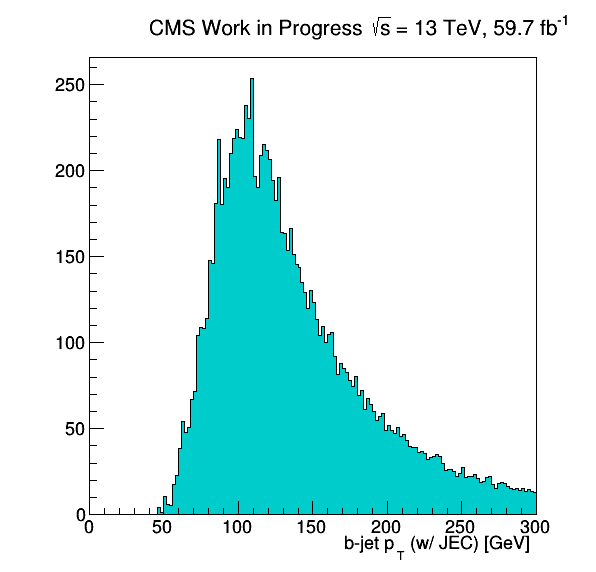 CMS Work in Progress √s = 13 TeV, 59.7 fb⁻¹
250
200
150
100
50
0
0 50 100 150 200 250 300
b-jet p_T (w/ JEC) [GeV]